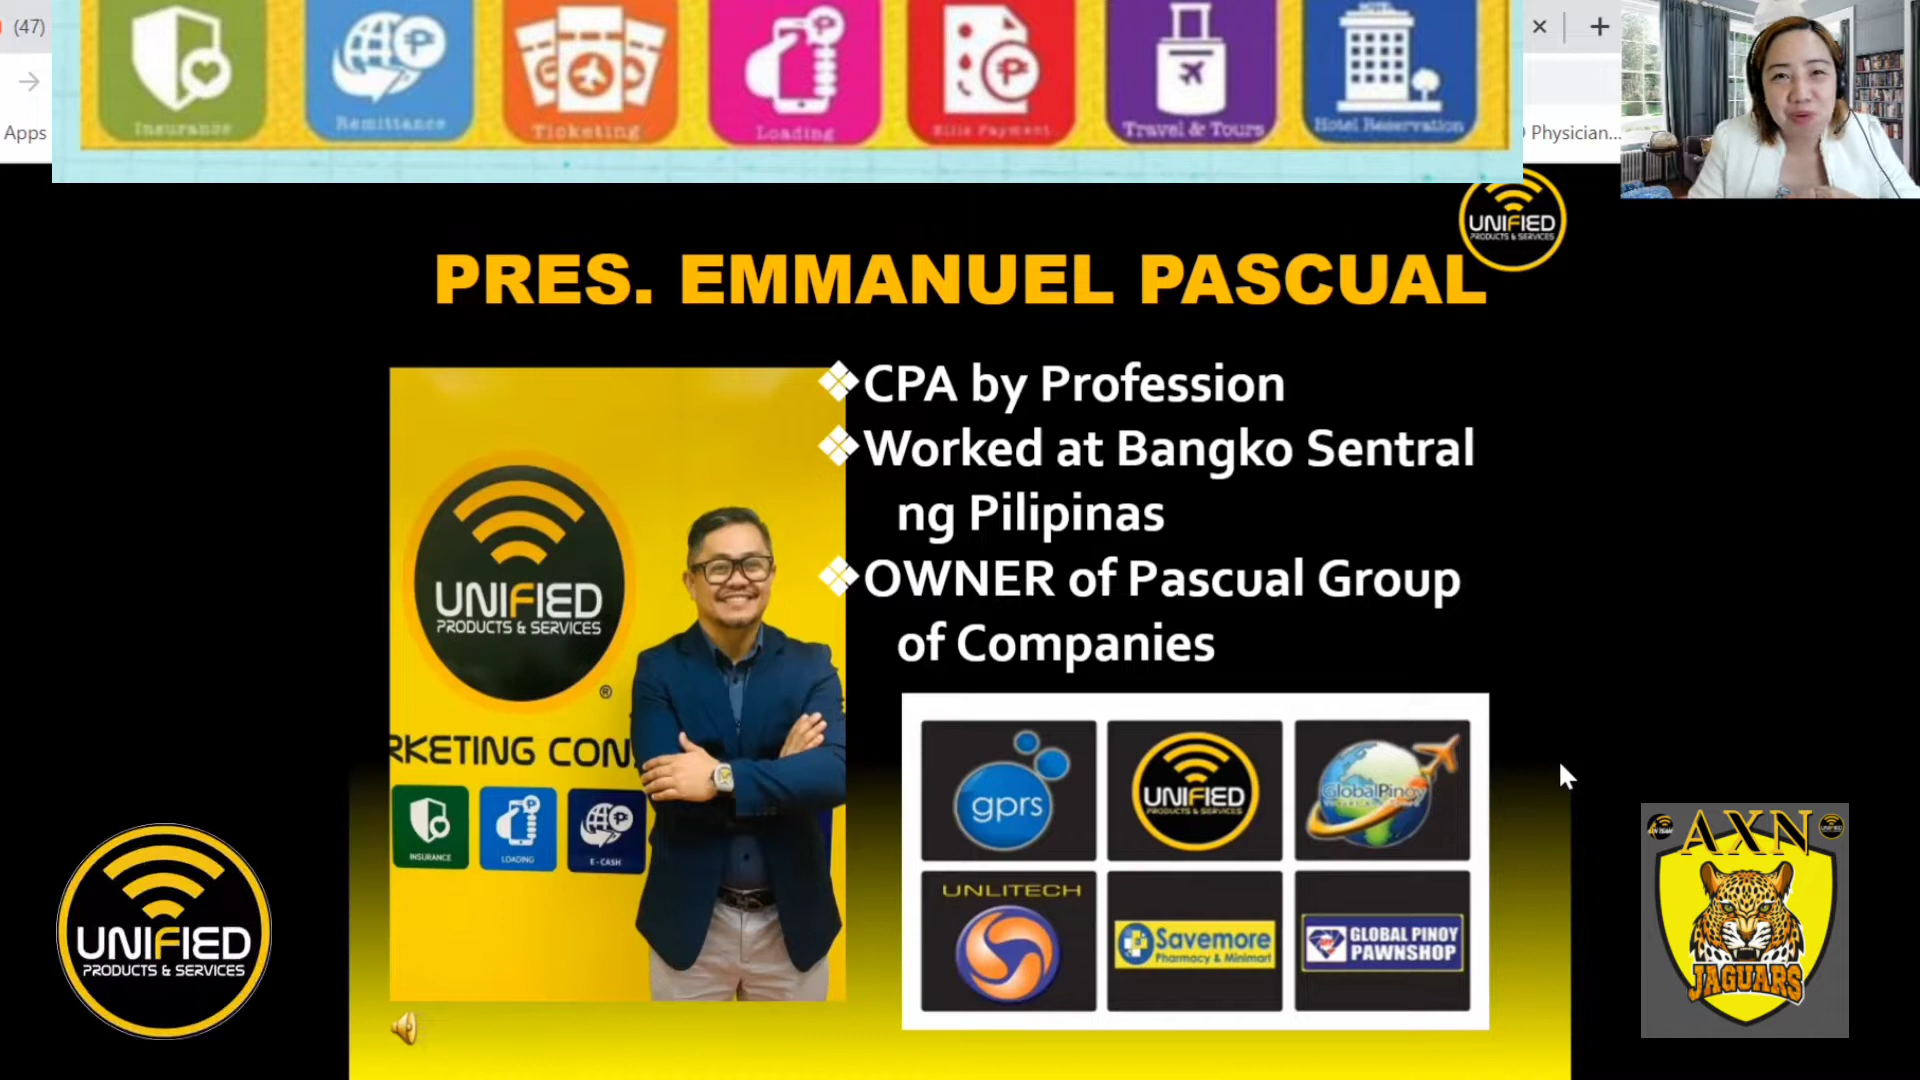 (47)
Apps
Physician...
Insurance
Remittance
Ticketing
Loading
Bills Payment
Travel & Tours
Hotel Reservation
UNIFIED
PRODUCTS & SERVICES
PRES. EMMANUEL PASCUAL
❖CPA by Profession
❖Worked at Bangko Sentral
ng Pilipinas
❖OWNER of Pascual Group
of Companies
UNIFIED
PRODUCTS & SERVICES
®
RKETING CON
INSURANCE
LOADING
E - CASH
gprs
UNIFIED
PRODUCTS & SERVICES
GlobalPinoy
UNLITECH
Savemore
Pharmacy & Minimart
GLOBAL PINOY
PAWNSHOP
UNIFIED
PRODUCTS & SERVICES
AXN
JAGUARS